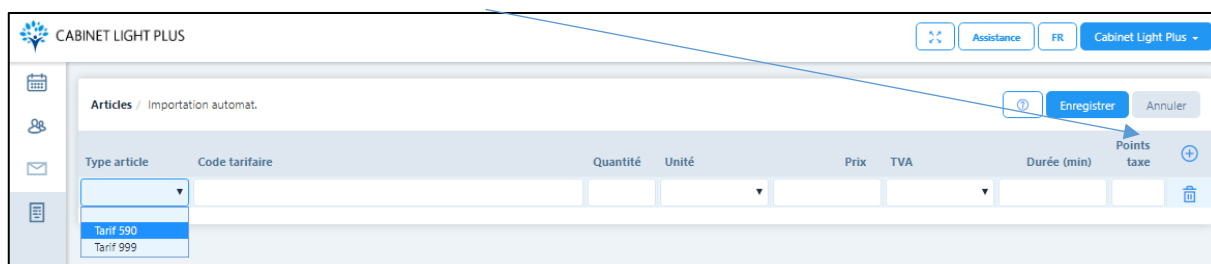 CABINET LIGHT PLUS
Assistance
FR
Cabinet Light Plus
Articles / Importation automat.
Enregistrer
Annuler
Type article
Code tarifaire
Quantité
Unité
Prix
TVA
Durée (min)
Points
taxe
Tarif 590
Tarif 999